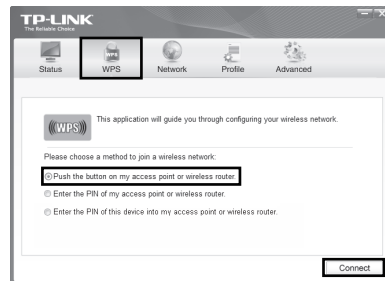 TP-LINK
The Reliable Choice
Status
WPS
WPS
Network
Profile
Advanced
WPS
This application will guide you through configuring your wireless network.
Please choose a method to join a wireless network:
Push the button on my access point or wireless router.
Enter the PIN of my access point or wireless router.
Enter the PIN of this device into my access point or wireless router.
Connect